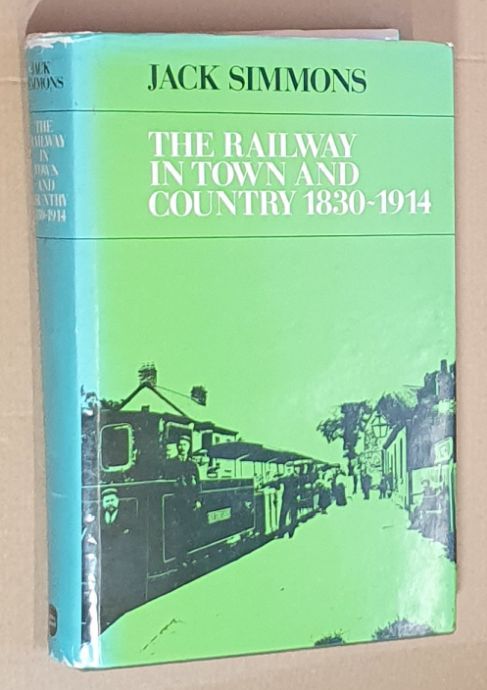 JACK SIMMONS
THE RAILWAY
IN TOWN AND
COUNTRY 1830~1914
JACK
SIMMONS
THE
RAILWAY
IN
TOWN
AND
COUNTRY
1830~1914